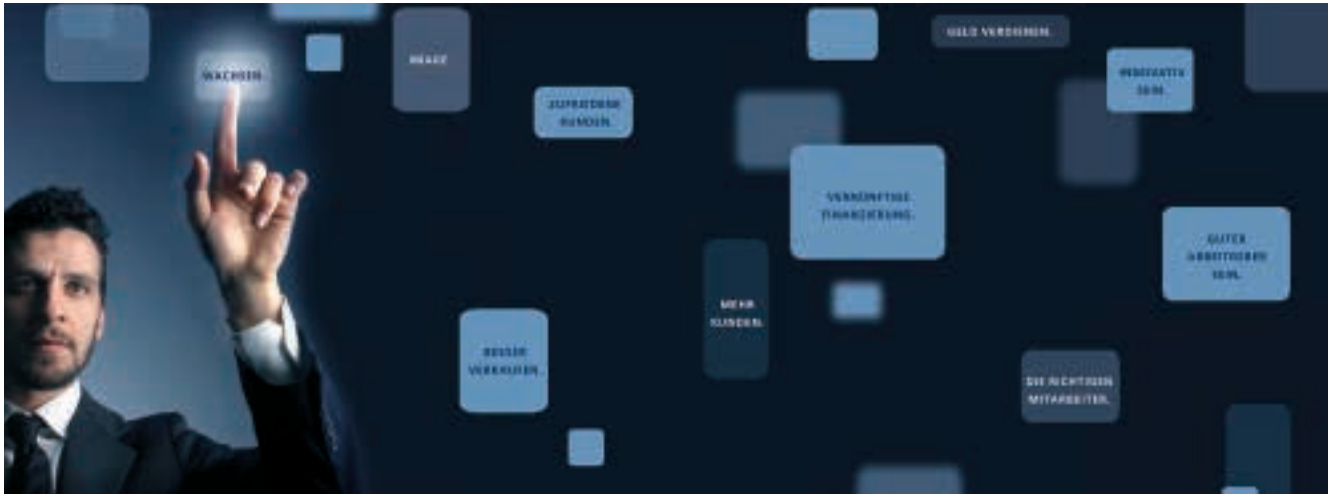 WACHSEN.
IMAGE
ZUFRIEDENE
KUNDEN.
GELD VERDIENEN.
INNOVATIV
SEIN.
VERNÜNFTIGE
FINANZIERUNG.
GUTER
ARBEITGEBER
SEIN.
MEHR
KUNDEN.
BESSER
VERKAUFEN.
DIE RICHTIGEN
MITARBEITER.